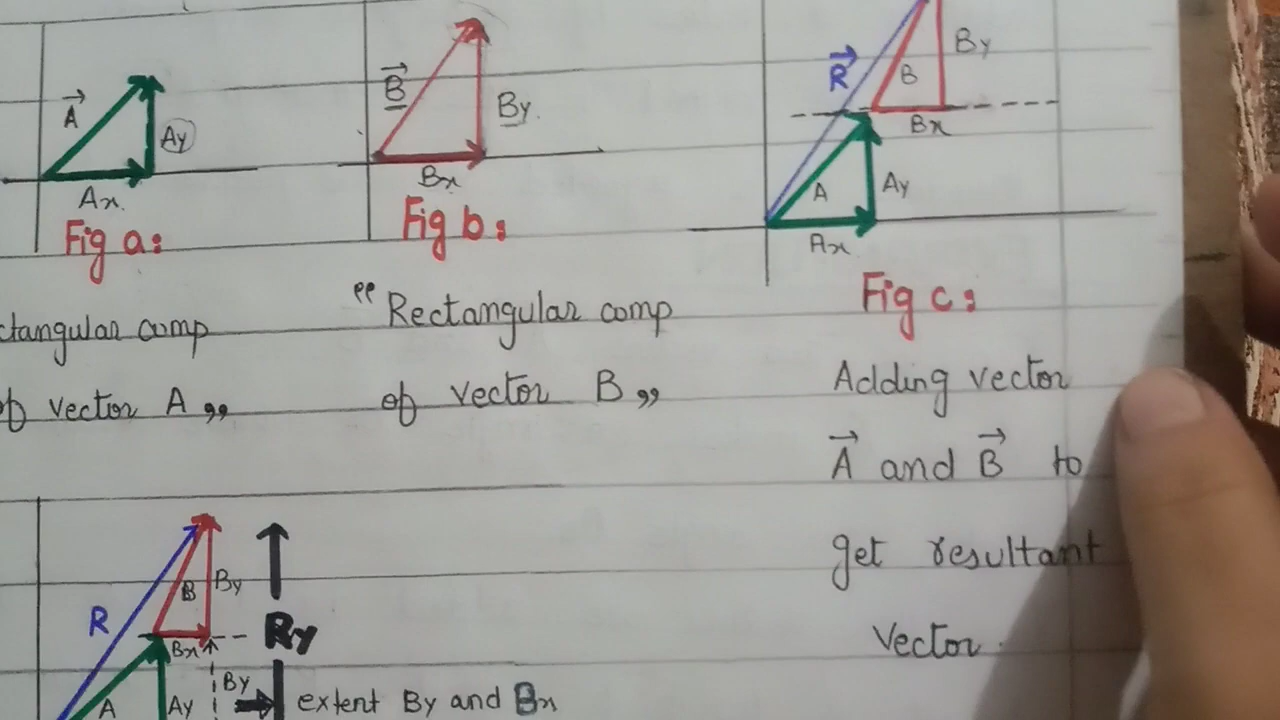 A
Ay
Ax
Fig a:
B
By.
Bx
Fig b:
R
B
By
Bx
A
Ay
Ax
Fig c:
ctangular comp
of vector A ,,
"Rectangular comp
of vector B ,,
Adding vector
A and B to
get resultant
vector.
R
B
By
Bx
Ry
By
A
Ay
extent By and Bx